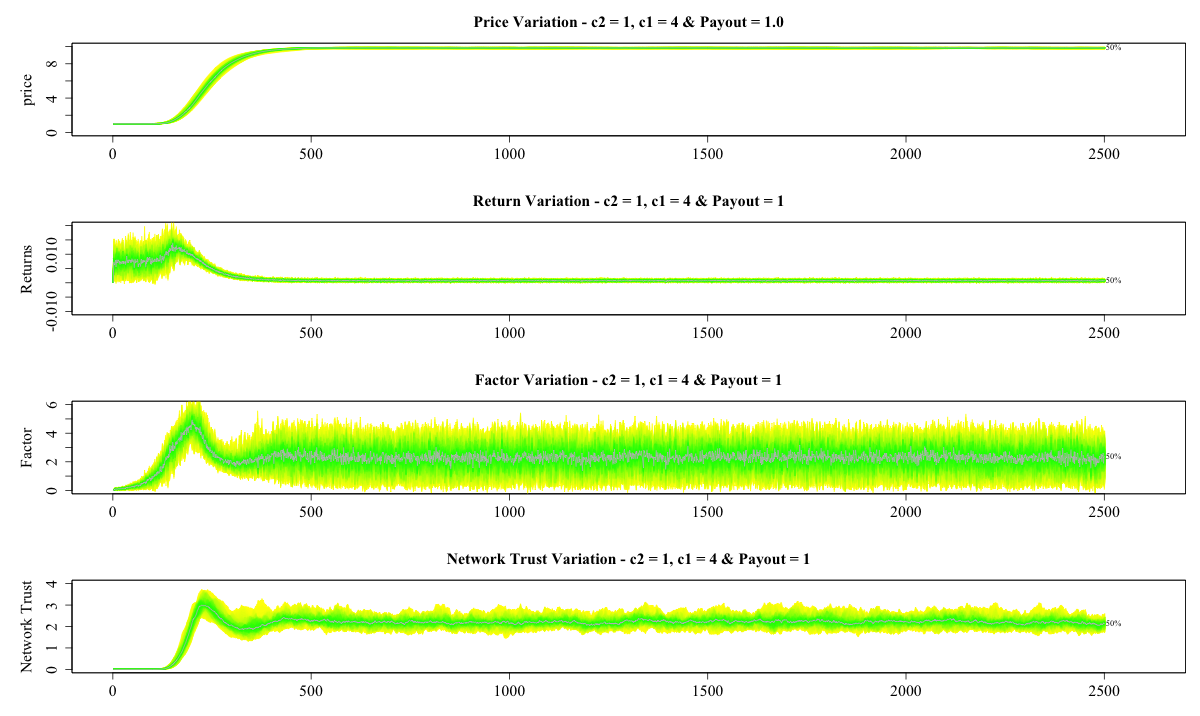 Price Variation - c2 = 1, c1 = 4 & Payout = 1.0
price
0 4 8
50%
0 500 1000 1500 2000 2500
Return Variation - c2 = 1, c1 = 4 & Payout = 1
Returns
-0.010 0.010
50%
0 500 1000 1500 2000 2500
Factor Variation - c2 = 1, c1 = 4 & Payout = 1
Factor
0 2 4 6
50%
0 500 1000 1500 2000 2500
Network Trust Variation - c2 = 1, c1 = 4 & Payout = 1
Network Trust
0 1 2 3 4
50%
0 500 1000 1500 2000 2500